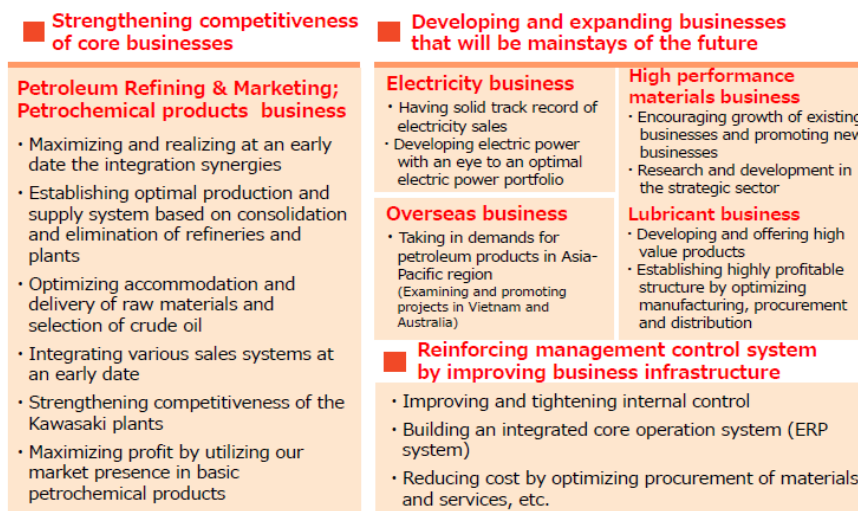 Strengthening competitiveness
of core businesses
Petroleum Refining & Marketing;
Petrochemical products business
・Maximizing and realizing at an early
date the integration synergies
・Establishing optimal production and
supply system based on consolidation
and elimination of refineries and
plants
・Optimizing accommodation and
delivery of raw materials and
selection of crude oil
・Integrating various sales systems at
an early date
・Strengthening competitiveness of the
Kawasaki plants
・Maximizing profit by utilizing our
market presence in basic
petrochemical products
Developing and expanding businesses
that will be mainstays of the future
Electricity business
・Having solid track record of
electricity sales
・Developing electric power
with an eye to an optimal
electric power portfolio
Overseas business
・Taking in demands for
petroleum products in Asia-
Pacific region
(Examining and promoting
projects in Vietnam and
Australia)
High performance
materials business
・Encouraging growth of existing
businesses and promoting new
businesses
・Research and development in
the strategic sector
Lubricant business
・Developing and offering high
value products
・Establishing highly profitable
structure by optimizing
manufacturing, procurement
and distribution
Reinforcing management control system
by improving business infrastructure
・Improving and tightening internal control
・Building an integrated core operation system (ERP
system)
・Reducing cost by optimizing procurement of materials
and services, etc.